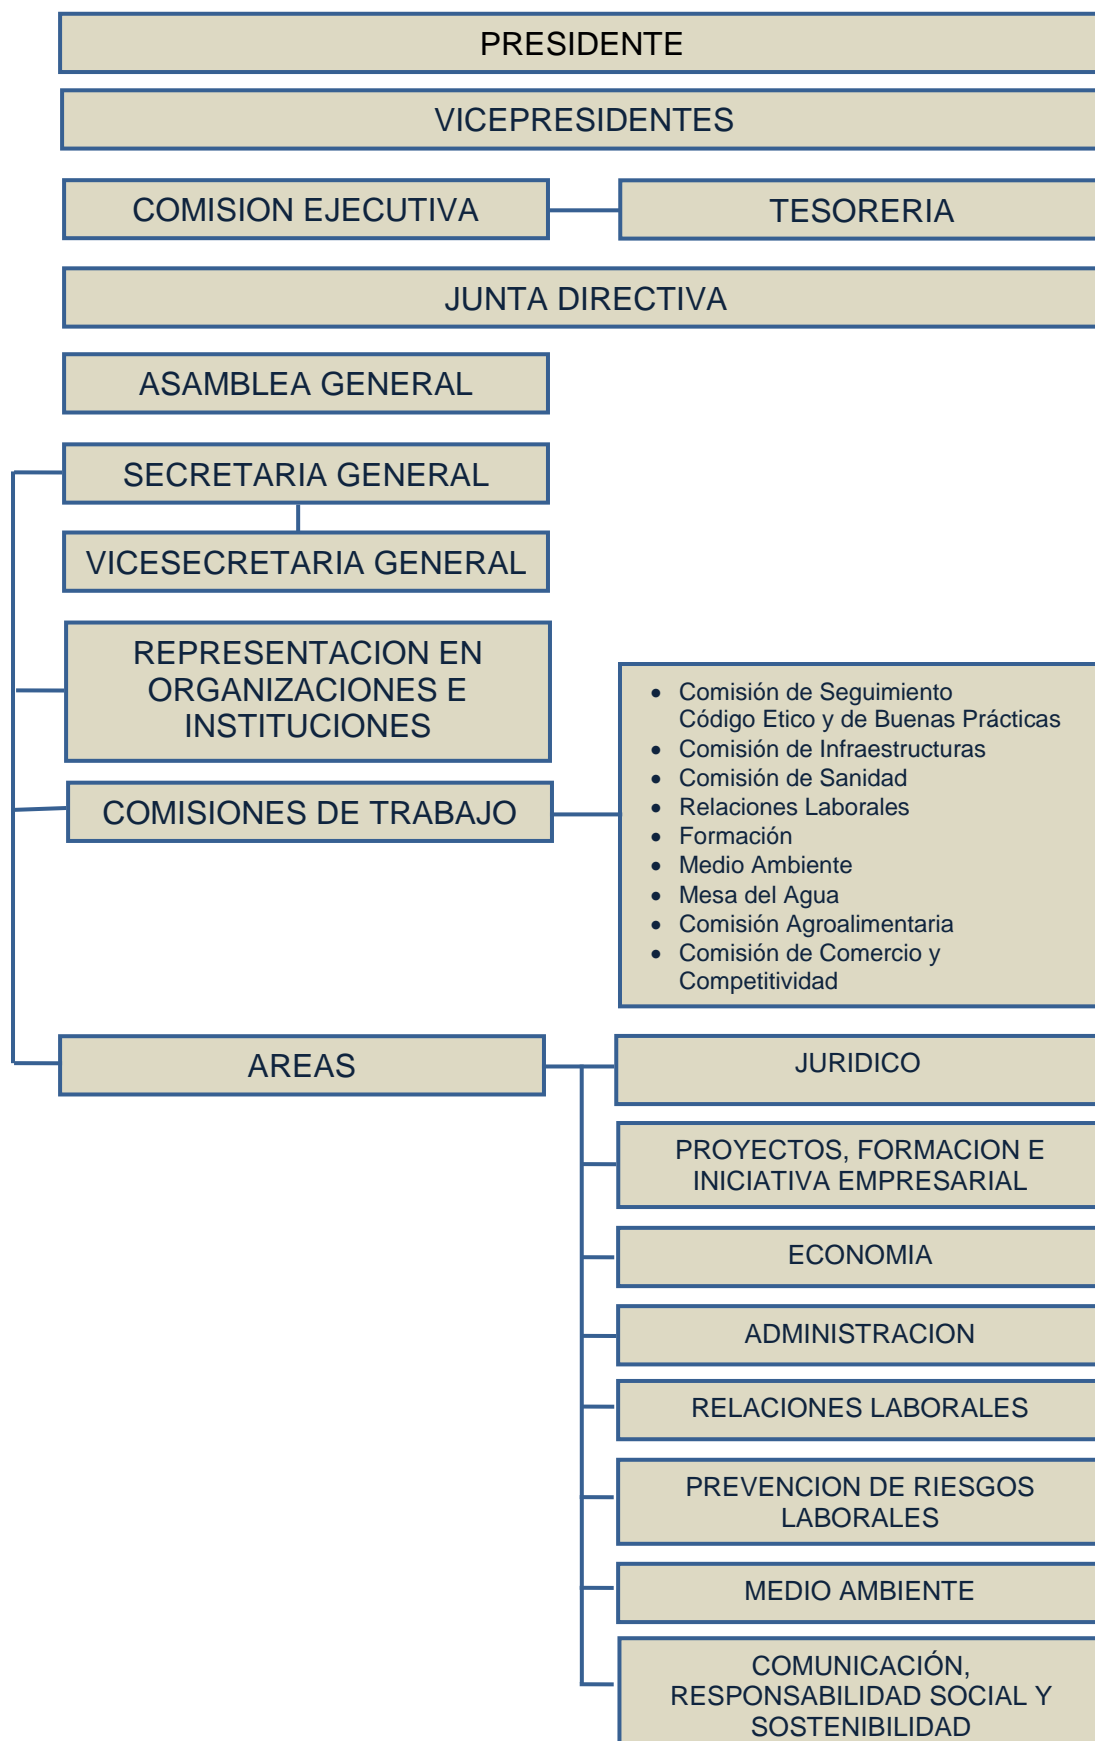 PRESIDENTE
VICEPRESIDENTES
COMISION EJECUTIVA
TESORERIA
JUNTA DIRECTIVA
ASAMBLEA GENERAL
SECRETARIA GENERAL
VICESECRETARIA GENERAL
REPRESENTACION EN
ORGANIZACIONES E
INSTITUCIONES
COMISIONES DE TRABAJO
• Comisión de Seguimiento
Código Etico y de Buenas Prácticas
• Comisión de Infraestructuras
• Comisión de Sanidad
• Relaciones Laborales
• Formación
• Medio Ambiente
• Mesa del Agua
• Comisión Agroalimentaria
• Comisión de Comercio y
Competitividad
AREAS
JURIDICO
PROYECTOS, FORMACION E
INICIATIVA EMPRESARIAL
ECONOMIA
ADMINISTRACION
RELACIONES LABORALES
PREVENCION DE RIESGOS
LABORALES
MEDIO AMBIENTE
COMUNICACIÓN,
RESPONSABILIDAD SOCIAL Y
SOSTENIBILIDAD